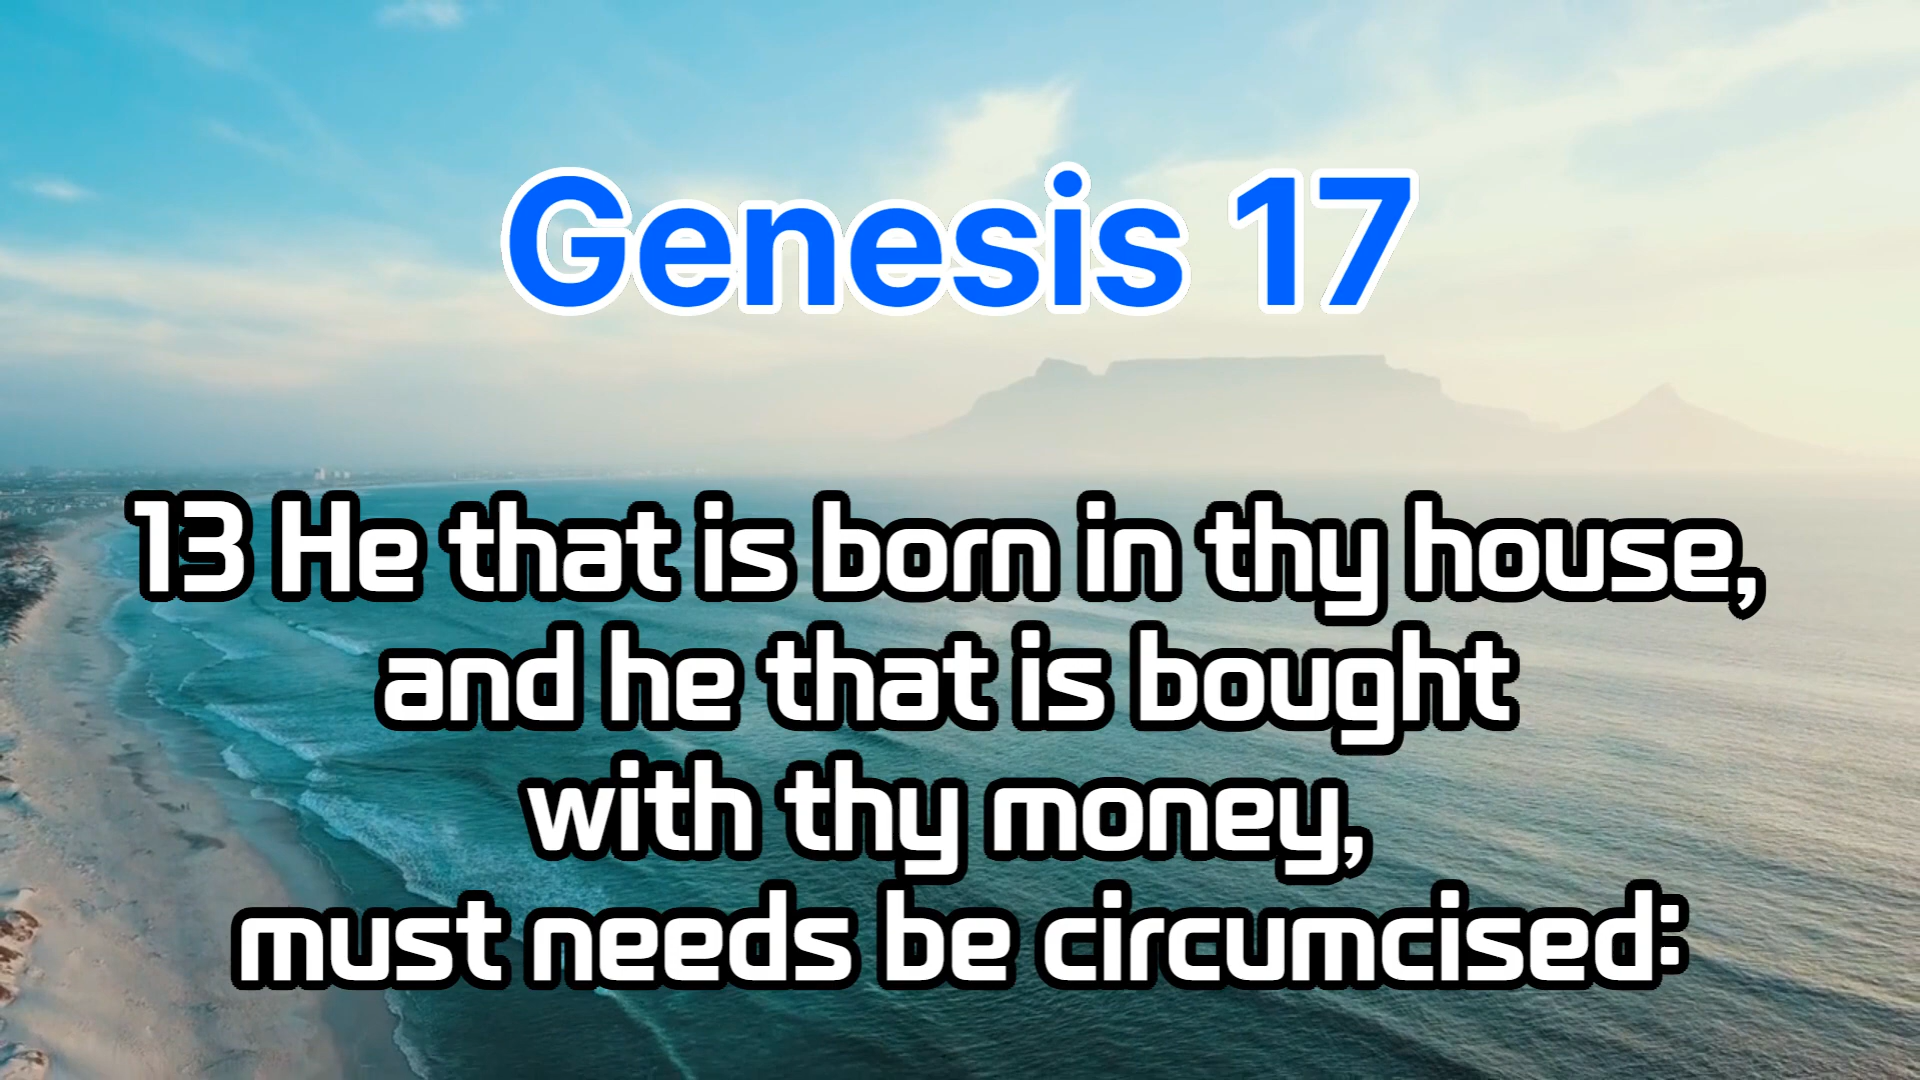 Genesis 17
13 He that is born in thy house,
and he that is bought
with thy money,
must needs be circumcised: